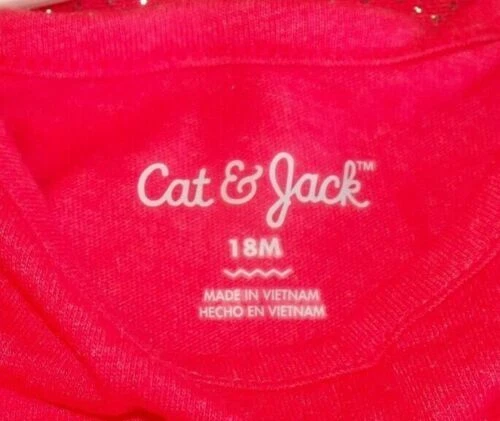 Cat & Jack™
18M
MADE IN VIETNAM
HECHO EN VIETNAM